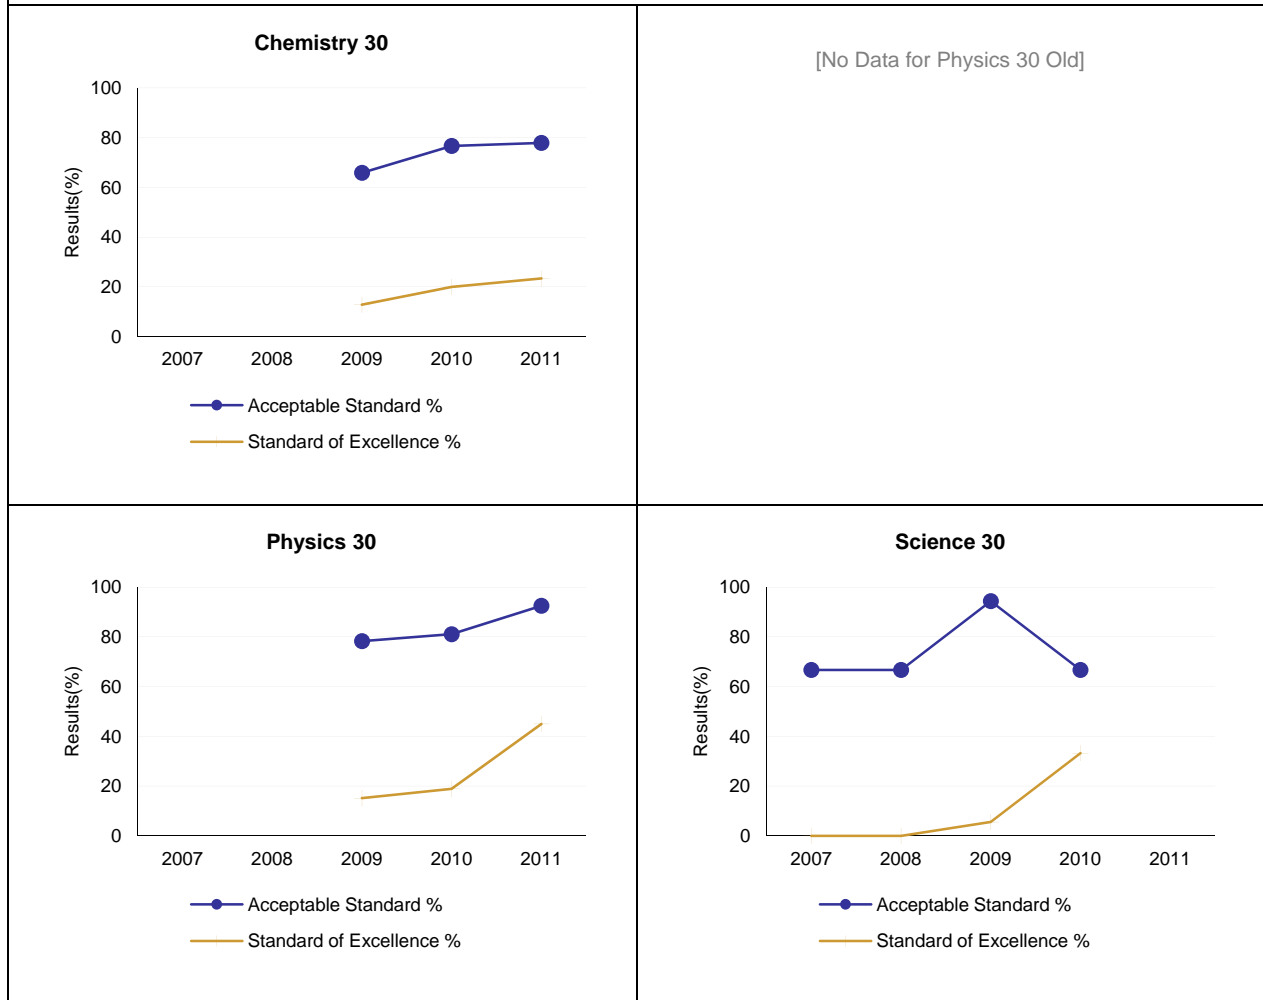 Chemistry 30
100
80
60
40
20
0
Results(%)
2007 2008 2009 2010 2011
Acceptable Standard %
Standard of Excellence %
[No Data for Physics 30 Old]
Physics 30
100
80
60
40
20
0
Results(%)
2007 2008 2009 2010 2011
Acceptable Standard %
Standard of Excellence %
Science 30
100
80
60
40
20
0
Results(%)
2007 2008 2009 2010 2011
Acceptable Standard %
Standard of Excellence %